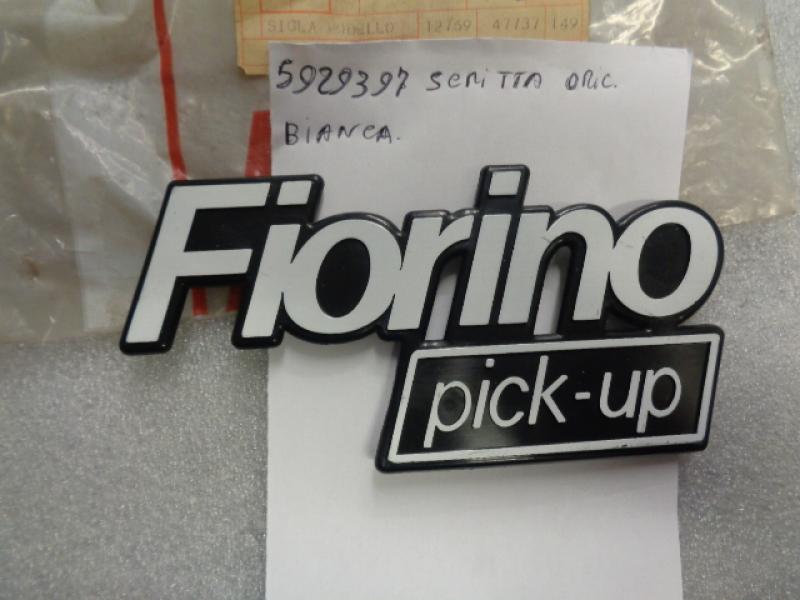 SIGLA MODELLO 12769 47737 149
5929397 SCRITTA ORIG.
BIANCA.
Fiorino
pick-up